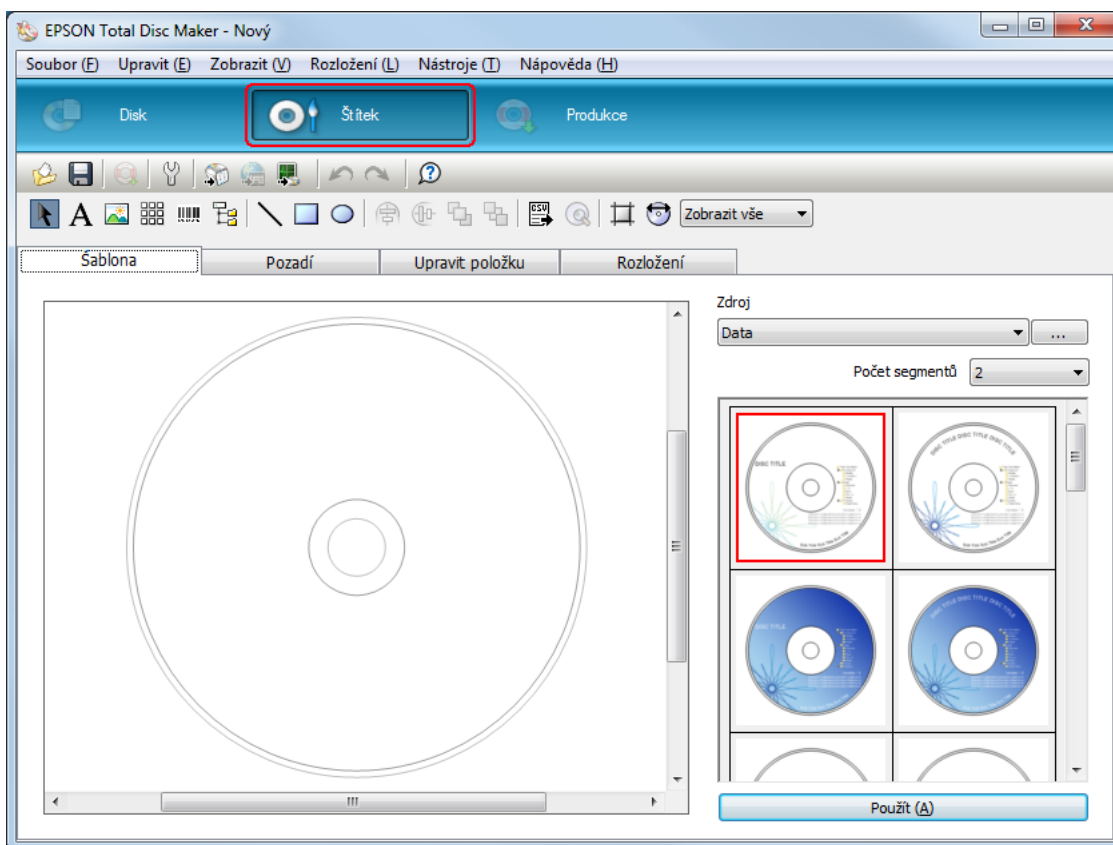 EPSON Total Disc Maker - Nový
Soubor (F) Upravit (E) Zobrazit (V) Rozložení (L) Nástroje (T) Nápověda (H)
Disk Štítek Produkce
A CSV Zobrazit vše
Šablona Pozadí Upravit položku Rozložení
Zdroj
Data ...
Počet segmentů 2
DISC TITLE
DISC TITLE DISC TITLE DISC TITLE
DISC TITLE
DISC TITLE DISC TITLE DISC TITLE
Použít (A)